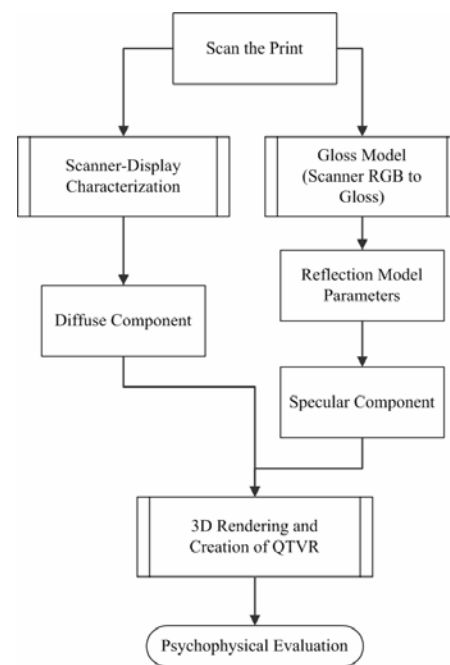 Scan the Print
Scanner-Display
Characterization
Gloss Model
(Scanner RGB to
Gloss)
Reflection Model
Parameters
Diffuse Component
Specular Component
3D Rendering and
Creation of QTVR
Psychophysical Evaluation